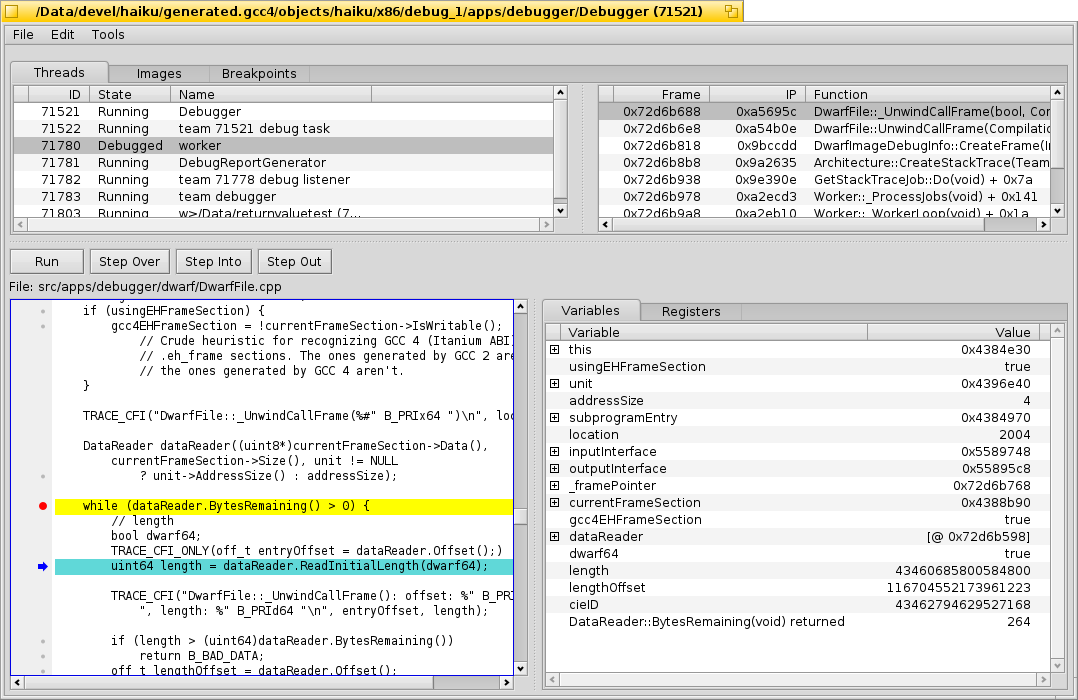 /Data/devel/haiku/generated.gcc4/objects/haiku/x86/debug_1/apps/debugger/Debugger (71521)
File Edit Tools
Threads Images Breakpoints
ID State Name
71521 Running Debugger
71522 Running team 71521 debug task
71780 Debugged worker
71781 Running DebugReportGenerator
71782 Running team 71778 debug listener
71783 Running team debugger
71803 Running w>/Data/returnvaluetest (7...
Frame IP Function
0x72d6b688 0xa5695c DwarfFile::_UnwindCallFrame(bool, Cor
0x72d6b6e8 0xa54b0e DwarfFile::UnwindCallFrame(Compilatic
0x72d6b818 0x9bccdd DwarfImageDebugInfo::CreateFrame(I
0x72d6b8b8 0x9a2635 Architecture::CreateStackTrace(Team
0x72d6b938 0x9e390e GetStackTraceJob::Do(void) + 0x7a
0x72d6b978 0xa2ecd3 Worker::_ProcessJobs(void) + 0x141
0x72d6b9a8 0xa2eb10 Worker::_WorkerLoop(void) + 0x1a
Run Step Over Step Into Step Out
File: src/apps/debugger/dwarf/DwarfFile.cpp
if (usingEHFrameSection) {
gcc4EHFrameSection = !currentFrameSection->IsWritable();
// Crude heuristic for recognizing GCC 4 (Itanium ABI)
// .eh_frame sections. The ones generated by GCC 2 are
// the ones generated by GCC 4 aren't.
}
TRACE_CFI("DwarfFile::_UnwindCallFrame(%#" B_PRIx64 ")\n", loc
DataReader dataReader((uint8*)currentFrameSection->Data(),
currentFrameSection->Size(), unit != NULL
? unit->AddressSize() : addressSize);
while (dataReader.BytesRemaining() > 0) {
// length
bool dwarf64;
TRACE_CFI_ONLY(off_t entryOffset = dataReader.Offset();)
uint64 length = dataReader.ReadInitialLength(dwarf64);
TRACE_CFI("DwarfFile::_UnwindCallFrame(): offset: %" B_PRI
", length: %" B_PRId64 "\n", entryOffset, length);
if (length > (uint64)dataReader.BytesRemaining())
return B_BAD_DATA;
off_t lengthOffset = dataReader.Offset();
Variables Registers
Variable Value
this 0x4384e30
usingEHFrameSection true
unit 0x4396e40
addressSize 4
subprogramEntry 0x4384970
location 2004
inputInterface 0x5589748
outputInterface 0x55895c8
_framePointer 0x72d6b768
currentFrameSection 0x4388b90
gcc4EHFrameSection true
dataReader [@ 0x72d6b598]
dwarf64 true
length 43460685800584800
lengthOffset 116704552173961223
cieID 43462794629527168
DataReader::BytesRemaining(void) returned 264